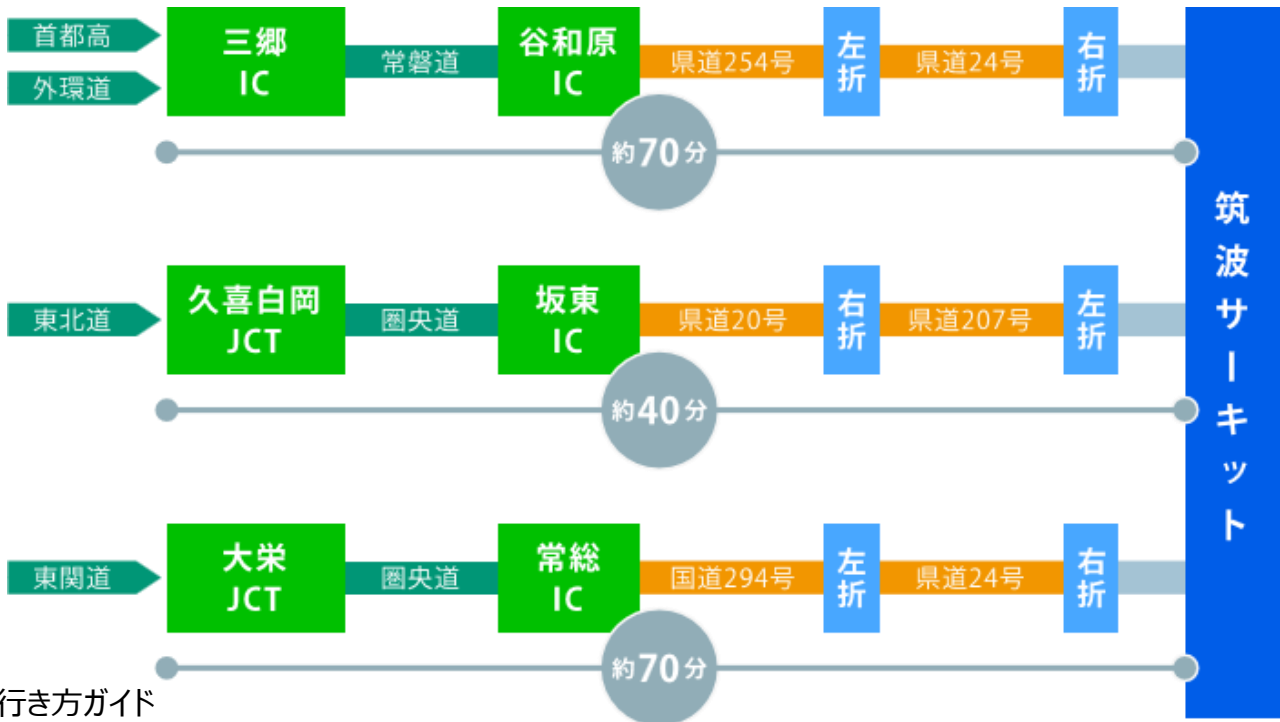 首都高
外環道
三郷
IC
常磐道
谷和原
IC
県道254号
左折
県道24号
右折
約70分
東北道
久喜白岡
JCT
圏央道
坂東
IC
県道20号
右折
県道207号
左折
約40分
東関道
大栄
JCT
圏央道
常総
IC
国道294号
左折
県道24号
右折
約70分
筑波サーキット
行き方ガイド